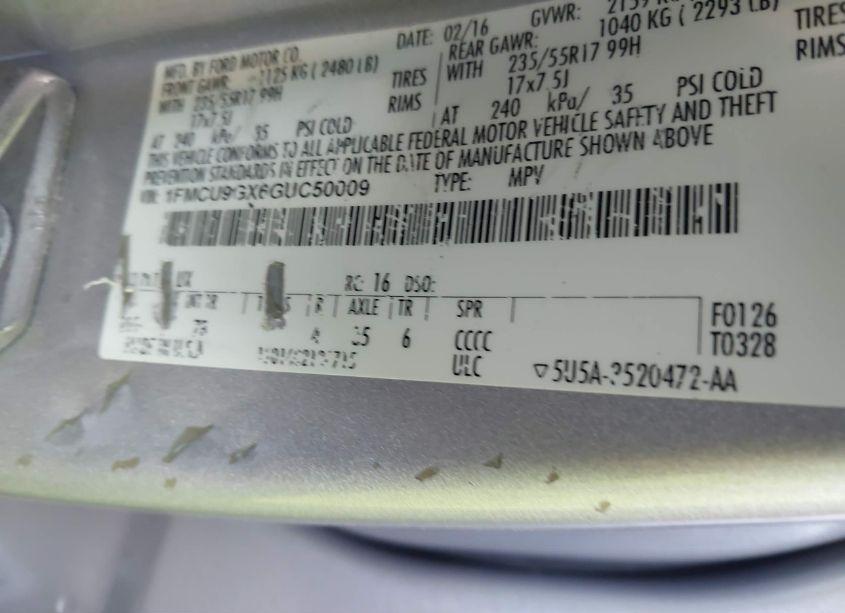 MFD. BY FORD MOTOR CO.
DATE: 02/16
GVWR:
FRONT GAWR: 1125 KG ( 2480 LB)
REAR GAWR: 1040 KG ( 2293 LB)
WITH 235/55R17 99H TIRES
WITH 235/55R17 99H TIRES
17x7.5J RIMS
17x7.5J RIMS
AT 240 kPa/ 35 PSI COLD
AT 240 kPa/ 35 PSI COLD
THIS VEHICLE CONFORMS TO ALL APPLICABLE FEDERAL MOTOR VEHICLE SAFETY AND THEFT
PREVENTION STANDARDS IN EFFECT ON THE DATE OF MANUFACTURE SHOWN ABOVE
VIN: 1FMCU9GX6GUC50009
TYPE: MPV
RC: 16 DSO:
AXLE TR SPR
6 CCCC
ULC
F0126
T0328
5U5A-3520472-AA